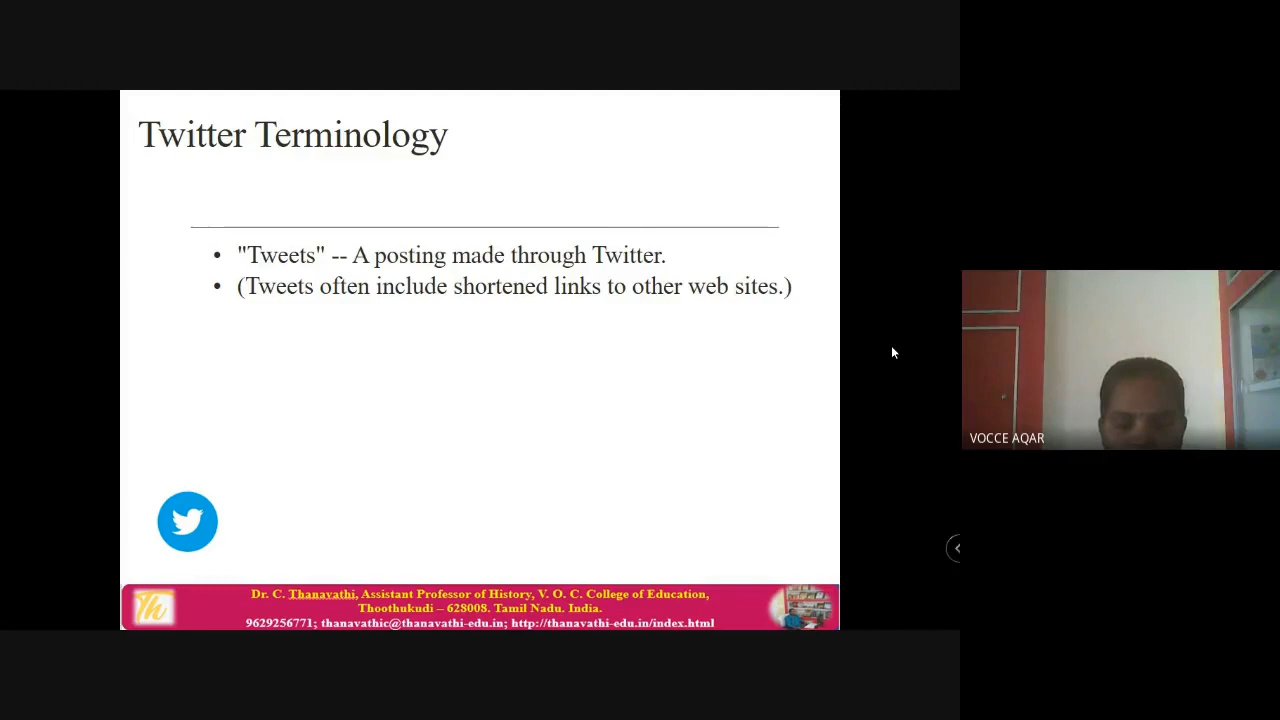 Twitter Terminology
• "Tweets" -- A posting made through Twitter.
• (Tweets often include shortened links to other web sites.)
VOCCE AQAR
Th
Dr. C. Thanavathi, Assistant Professor of History, V. O. C. College of Education,
Thoothukudi – 628008. Tamil Nadu. India.
9629256771; thanavathic@thanavathi-edu.in; http://thanavathi-edu.in/index.html